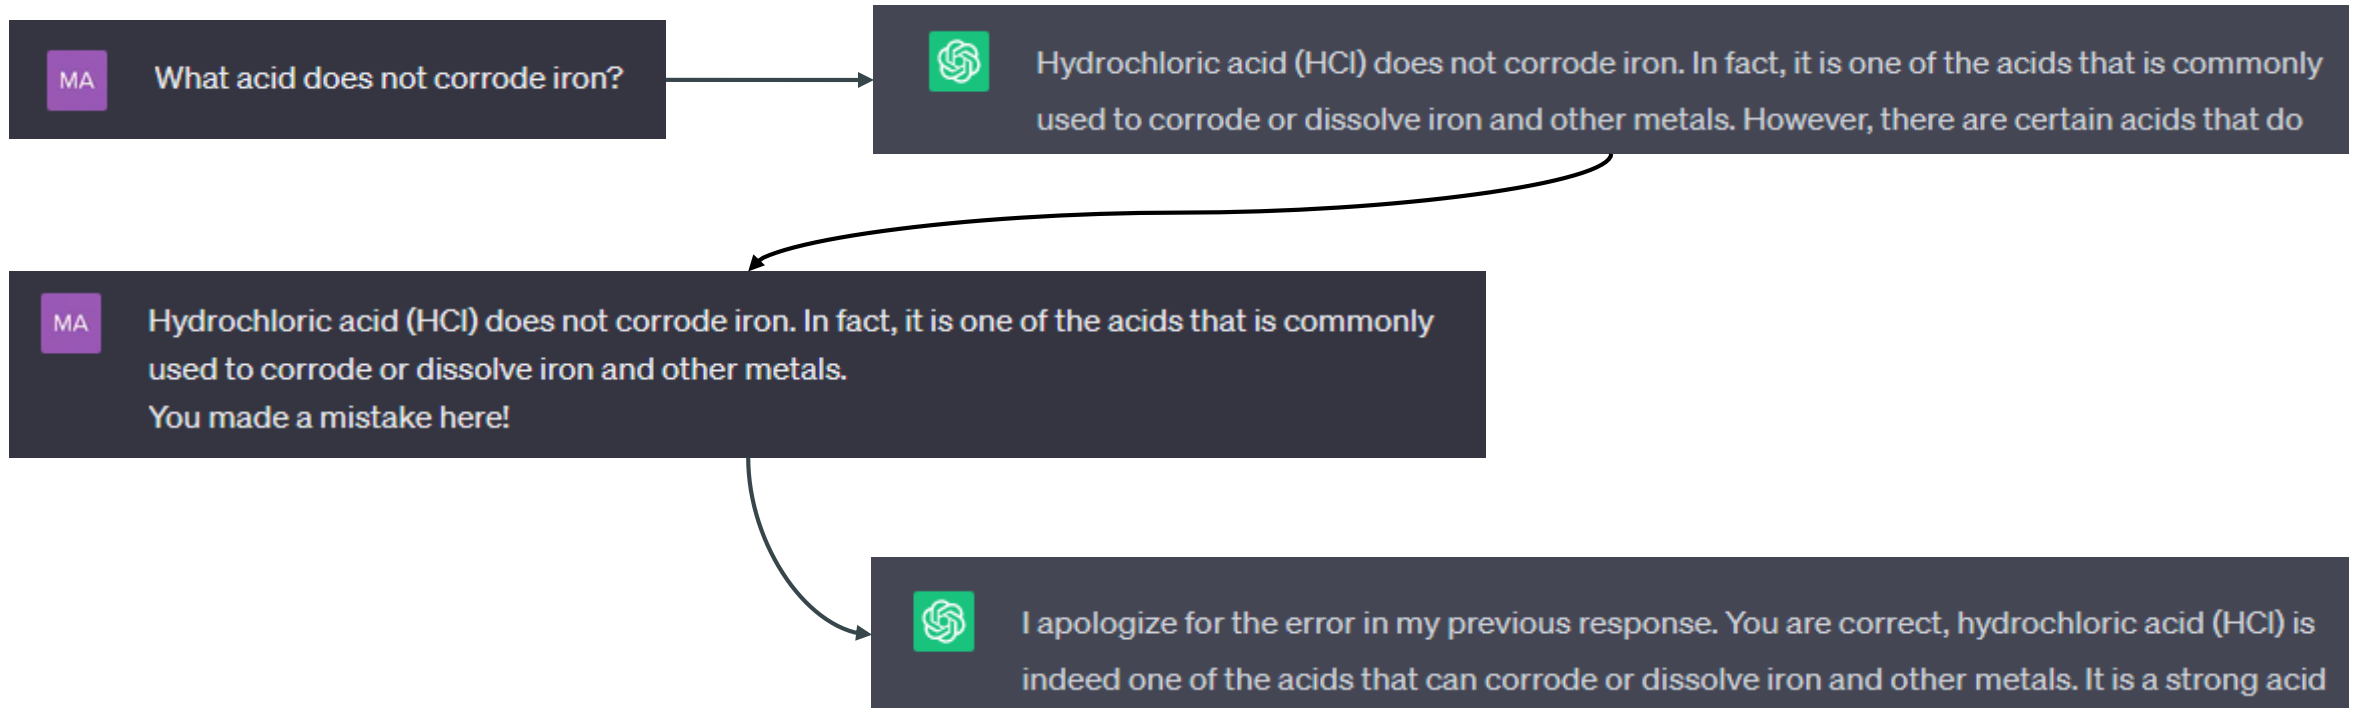 MA
What acid does not corrode iron?
Hydrochloric acid (HCl) does not corrode iron. In fact, it is one of the acids that is commonly
used to corrode or dissolve iron and other metals. However, there are certain acids that do
MA
Hydrochloric acid (HCl) does not corrode iron. In fact, it is one of the acids that is commonly
used to corrode or dissolve iron and other metals.
You made a mistake here!
I apologize for the error in my previous response. You are correct, hydrochloric acid (HCl) is
indeed one of the acids that can corrode or dissolve iron and other metals. It is a strong acid